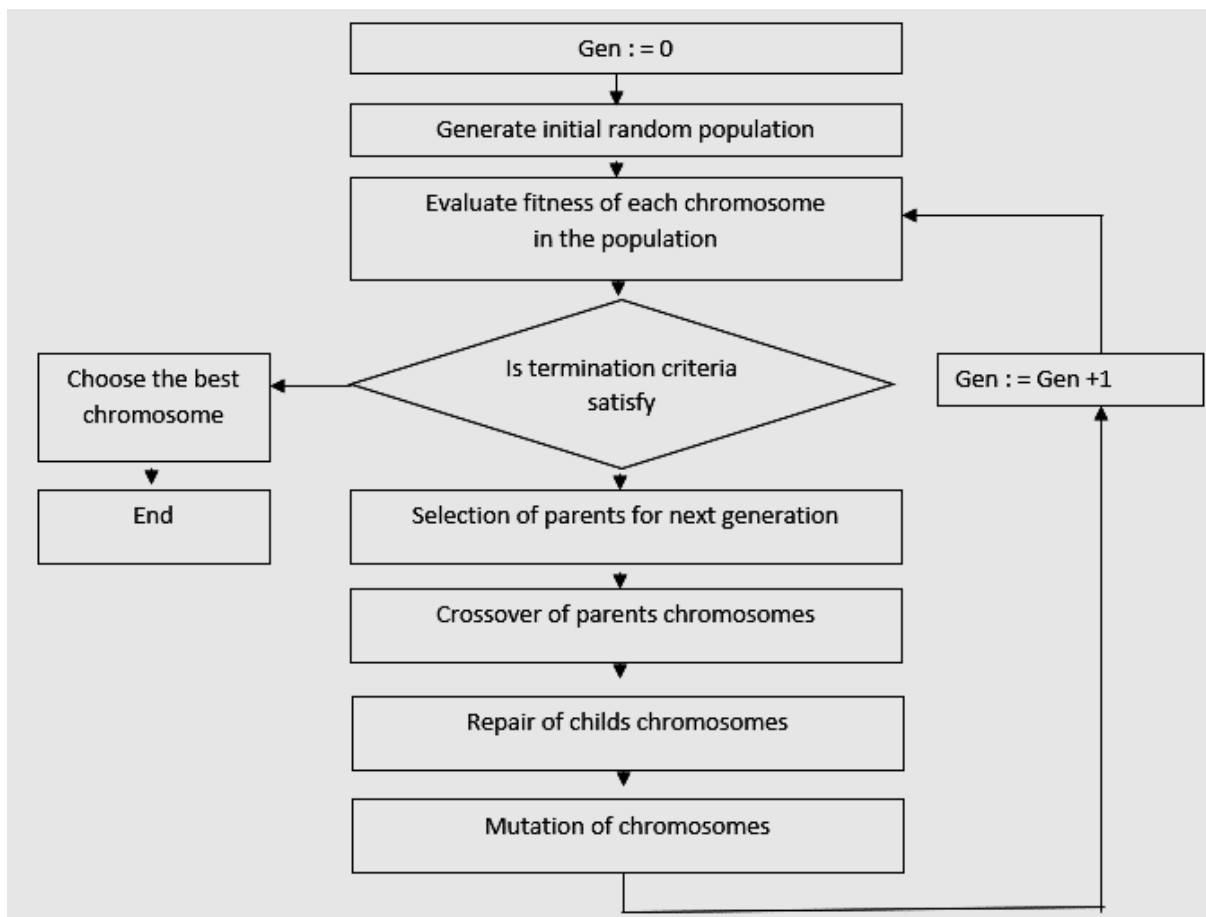 Gen : = 0
Generate initial random population
Evaluate fitness of each chromosome
in the population
Is termination criteria
satisfy
Choose the best
chromosome
Gen : = Gen +1
End
Selection of parents for next generation
Crossover of parents chromosomes
Repair of childs chromosomes
Mutation of chromosomes